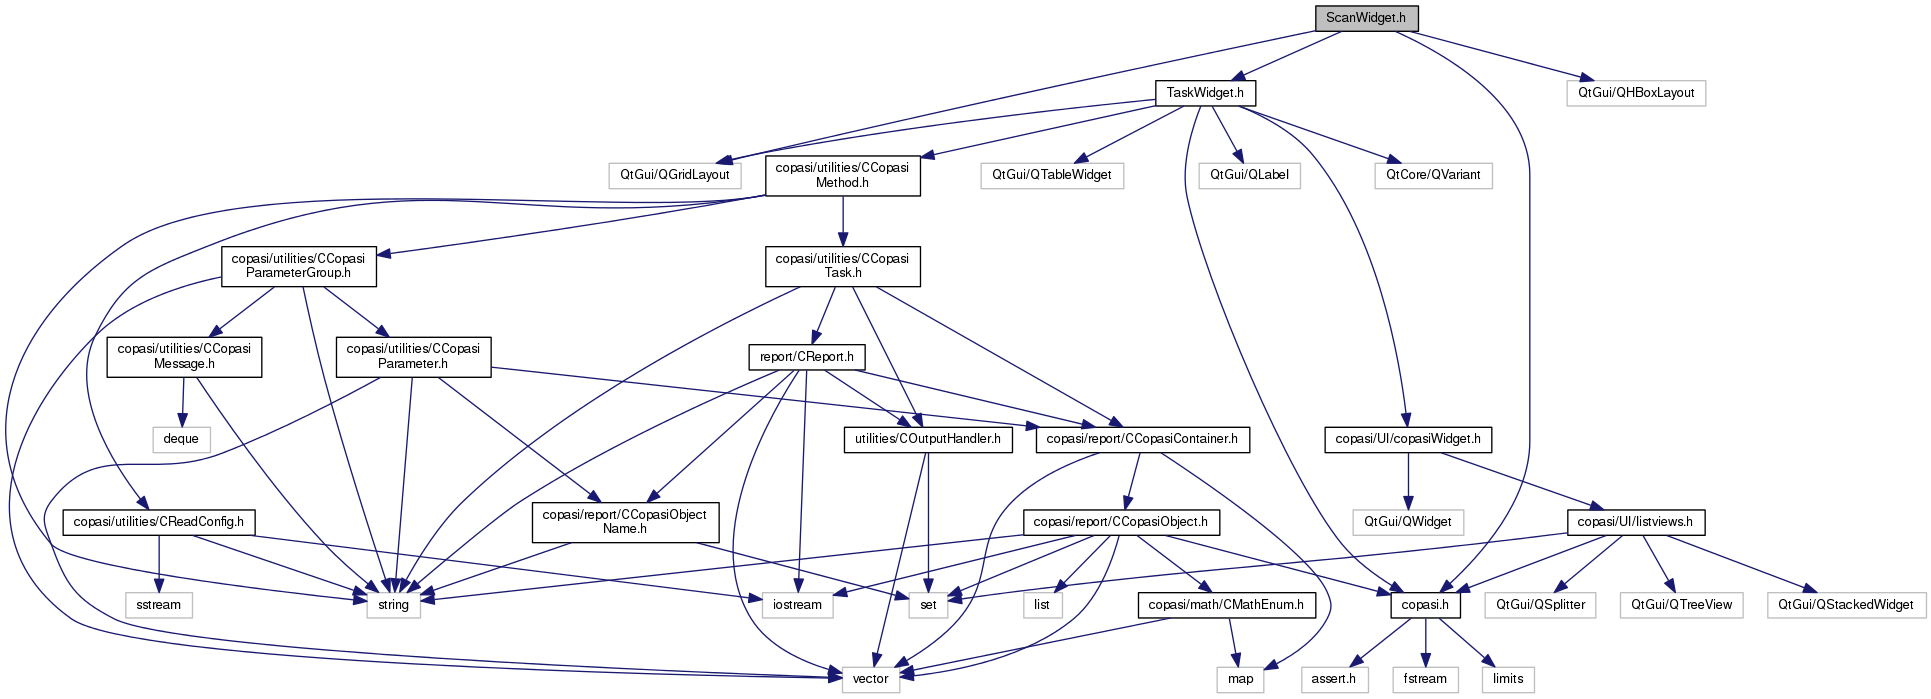 ScanWidget.h
TaskWidget.h
QtGui/QHBoxLayout
QtGui/QGridLayout
copasi/utilities/CCopasi
Method.h
QtGui/QTableWidget
QtGui/QLabel
QtCore/QVariant
copasi/utilities/CCopasi
ParameterGroup.h
copasi/utilities/CCopasi
Task.h
copasi/utilities/CCopasi
Message.h
copasi/utilities/CCopasi
Parameter.h
report/CReport.h
deque
utilities/COutputHandler.h
copasi/report/CCopasiContainer.h
copasi/UI/copasiWidget.h
copasi/utilities/CReadConfig.h
copasi/report/CCopasiObject
Name.h
copasi/report/CCopasiObject.h
QtGui/QWidget
copasi/UI/listviews.h
sstream
string
iostream
set
list
copasi/math/CMathEnum.h
copasi.h
QtGui/QSplitter
QtGui/QTreeView
QtGui/QStackedWidget
vector
map
assert.h
fstream
limits